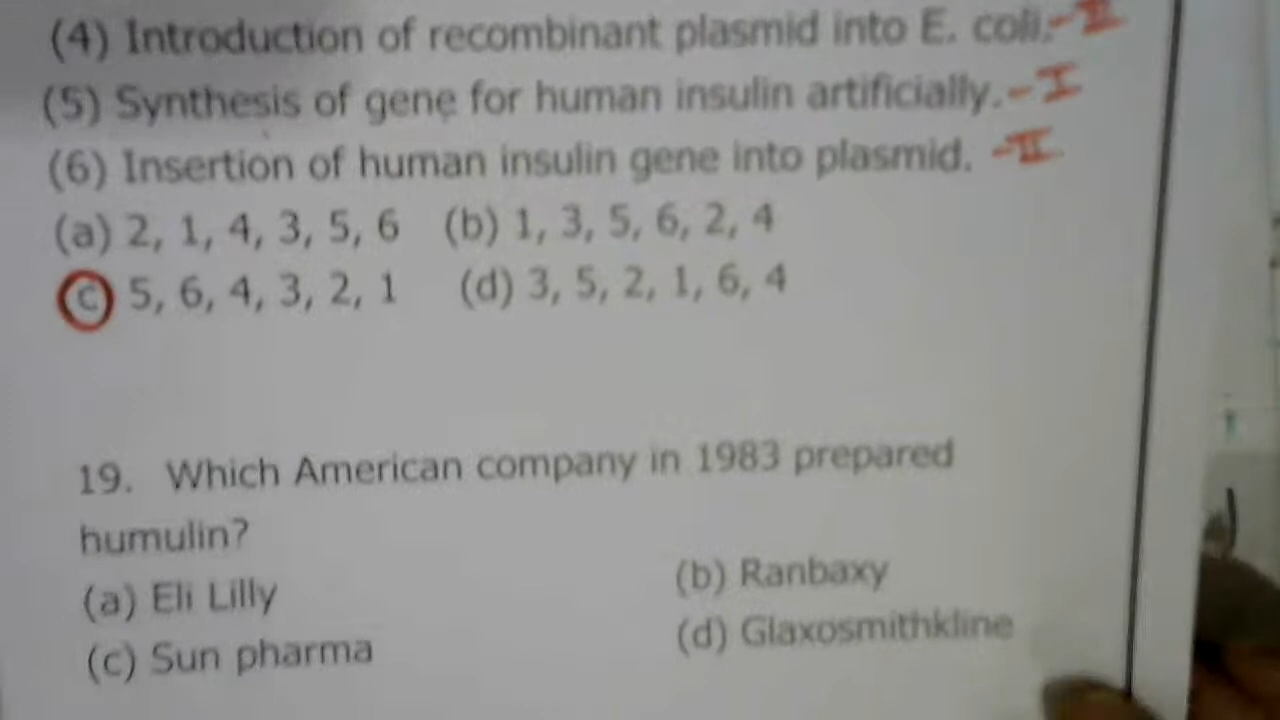 (4) Introduction of recombinant plasmid into E. coli. -III
(5) Synthesis of gene for human insulin artificially. -I
(6) Insertion of human insulin gene into plasmid. -II
(a) 2, 1, 4, 3, 5, 6 (b) 1, 3, 5, 6, 2, 4
(c) 5, 6, 4, 3, 2, 1 (d) 3, 5, 2, 1, 6, 4
19. Which American company in 1983 prepared
humulin?
(a) Eli Lilly (b) Ranbaxy
(c) Sun pharma (d) Glaxosmithkline